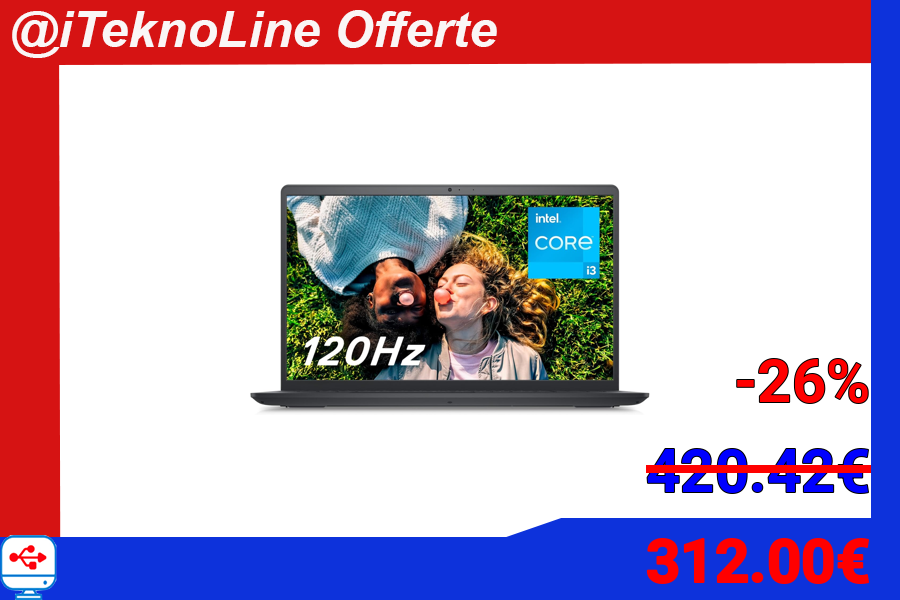 @iTeknoLine Offerte
intel.
CORE
i3
120Hz
-26%
420.42€
312.00€